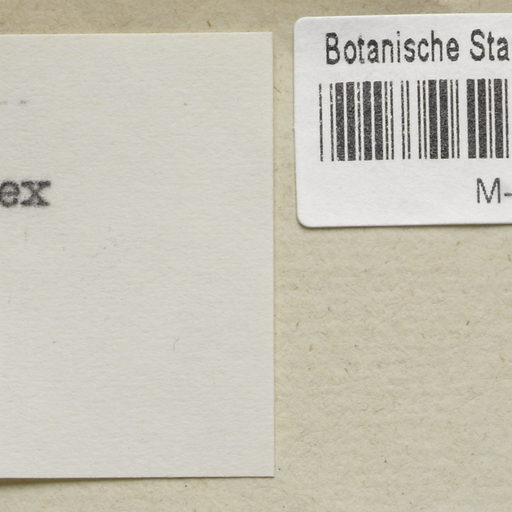 Botanische Sta
M-
ex